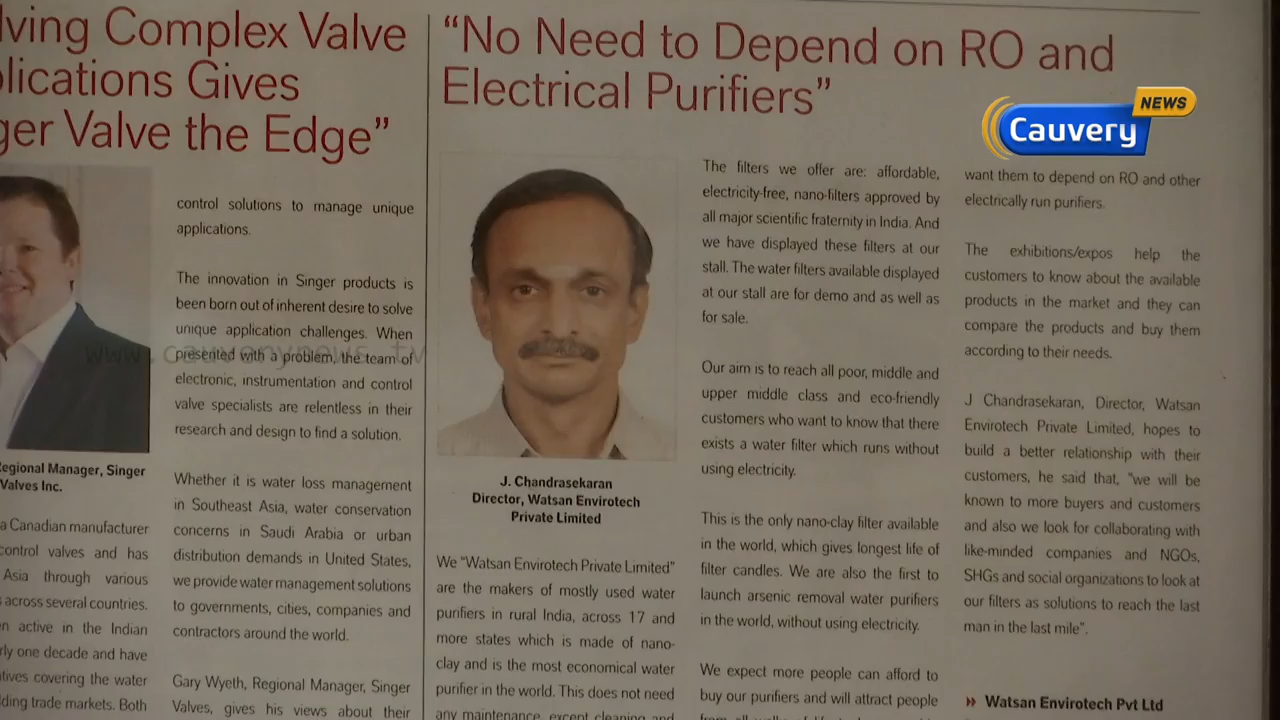 lving Complex Valve
plications Gives
ger Valve the Edge”
control solutions to manage unique
applications.
The innovation in Singer products is
been born out of inherent desire to solve
unique application challenges. When
presented with a problem, the team of
electronic, instrumentation and control
valve specialists are relentless in their
research and design to find a solution.
Whether it is water loss management
in Southeast Asia, water conservation
concerns in Saudi Arabia or urban
distribution demands in United States,
we provide water management solutions
to governments, cities, companies and
contractors around the world.
Gary Wyeth, Regional Manager, Singer
Valves, gives his views about their
Regional Manager, Singer
Valves Inc.
a Canadian manufacturer
control valves and has
Asia through various
across several countries.
active in the Indian
one decade and have
covering the water
trade markets. Both
“No Need to Depend on RO and
Electrical Purifiers”
J. Chandrasekaran
Director, Watsan Envirotech
Private Limited
We “Watsan Envirotech Private Limited”
are the makers of mostly used water
purifiers in rural India, across 17 and
more states which is made of nano-
clay and is the most economical water
purifier in the world. This does not need
any maintenance, except cleaning and
The filters we offer are: affordable,
electricity-free, nano-filters approved by
all major scientific fraternity in India. And
we have displayed these filters at our
stall. The water filters available displayed
at our stall are for demo and as well as
for sale.
Our aim is to reach all poor, middle and
upper middle class and eco-friendly
customers who want to know that there
exists a water filter which runs without
using electricity.
This is the only nano-clay filter available
in the world, which gives longest life of
filter candles. We are also the first to
launch arsenic removal water purifiers
in the world, without using electricity.
We expect more people can afford to
buy our purifiers and will attract people
want them to depend on RO and other
electrically run purifiers.
The exhibitions/expos help the
customers to know about the available
products in the market and they can
compare the products and buy them
according to their needs.
J Chandrasekaran, Director, Watsan
Envirotech Private Limited, hopes to
build a better relationship with their
customers, he said that, “we will be
known to more buyers and customers
and also we look for collaborating with
like-minded companies and NGOs,
SHGs and social organizations to look at
our filters as solutions to reach the last
man in the last mile”.
» Watsan Envirotech Pvt Ltd
Cauvery
NEWS
www.cauverynews.tv